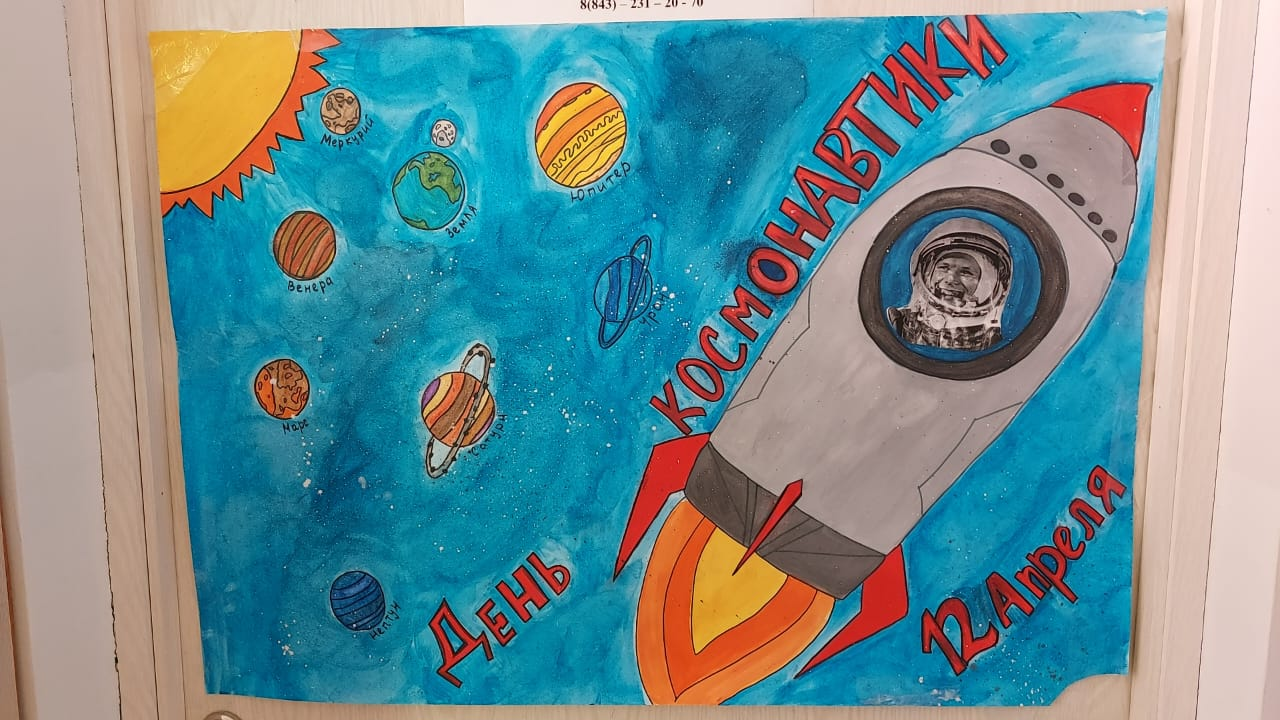 8(843) – 231 – 20 - 70
Меркурий
Земля
Юпитер
Венера
Уран
Марс
Сатурн
Нептун
День
космонавтики
12 Апреля